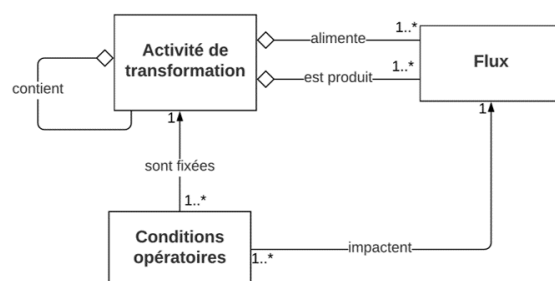 Activité de
transformation
alimente
1..*
Flux
est produit
1..*
contient
1
1
sont fixées
1..*
Conditions
opératoires
1..*
impactent